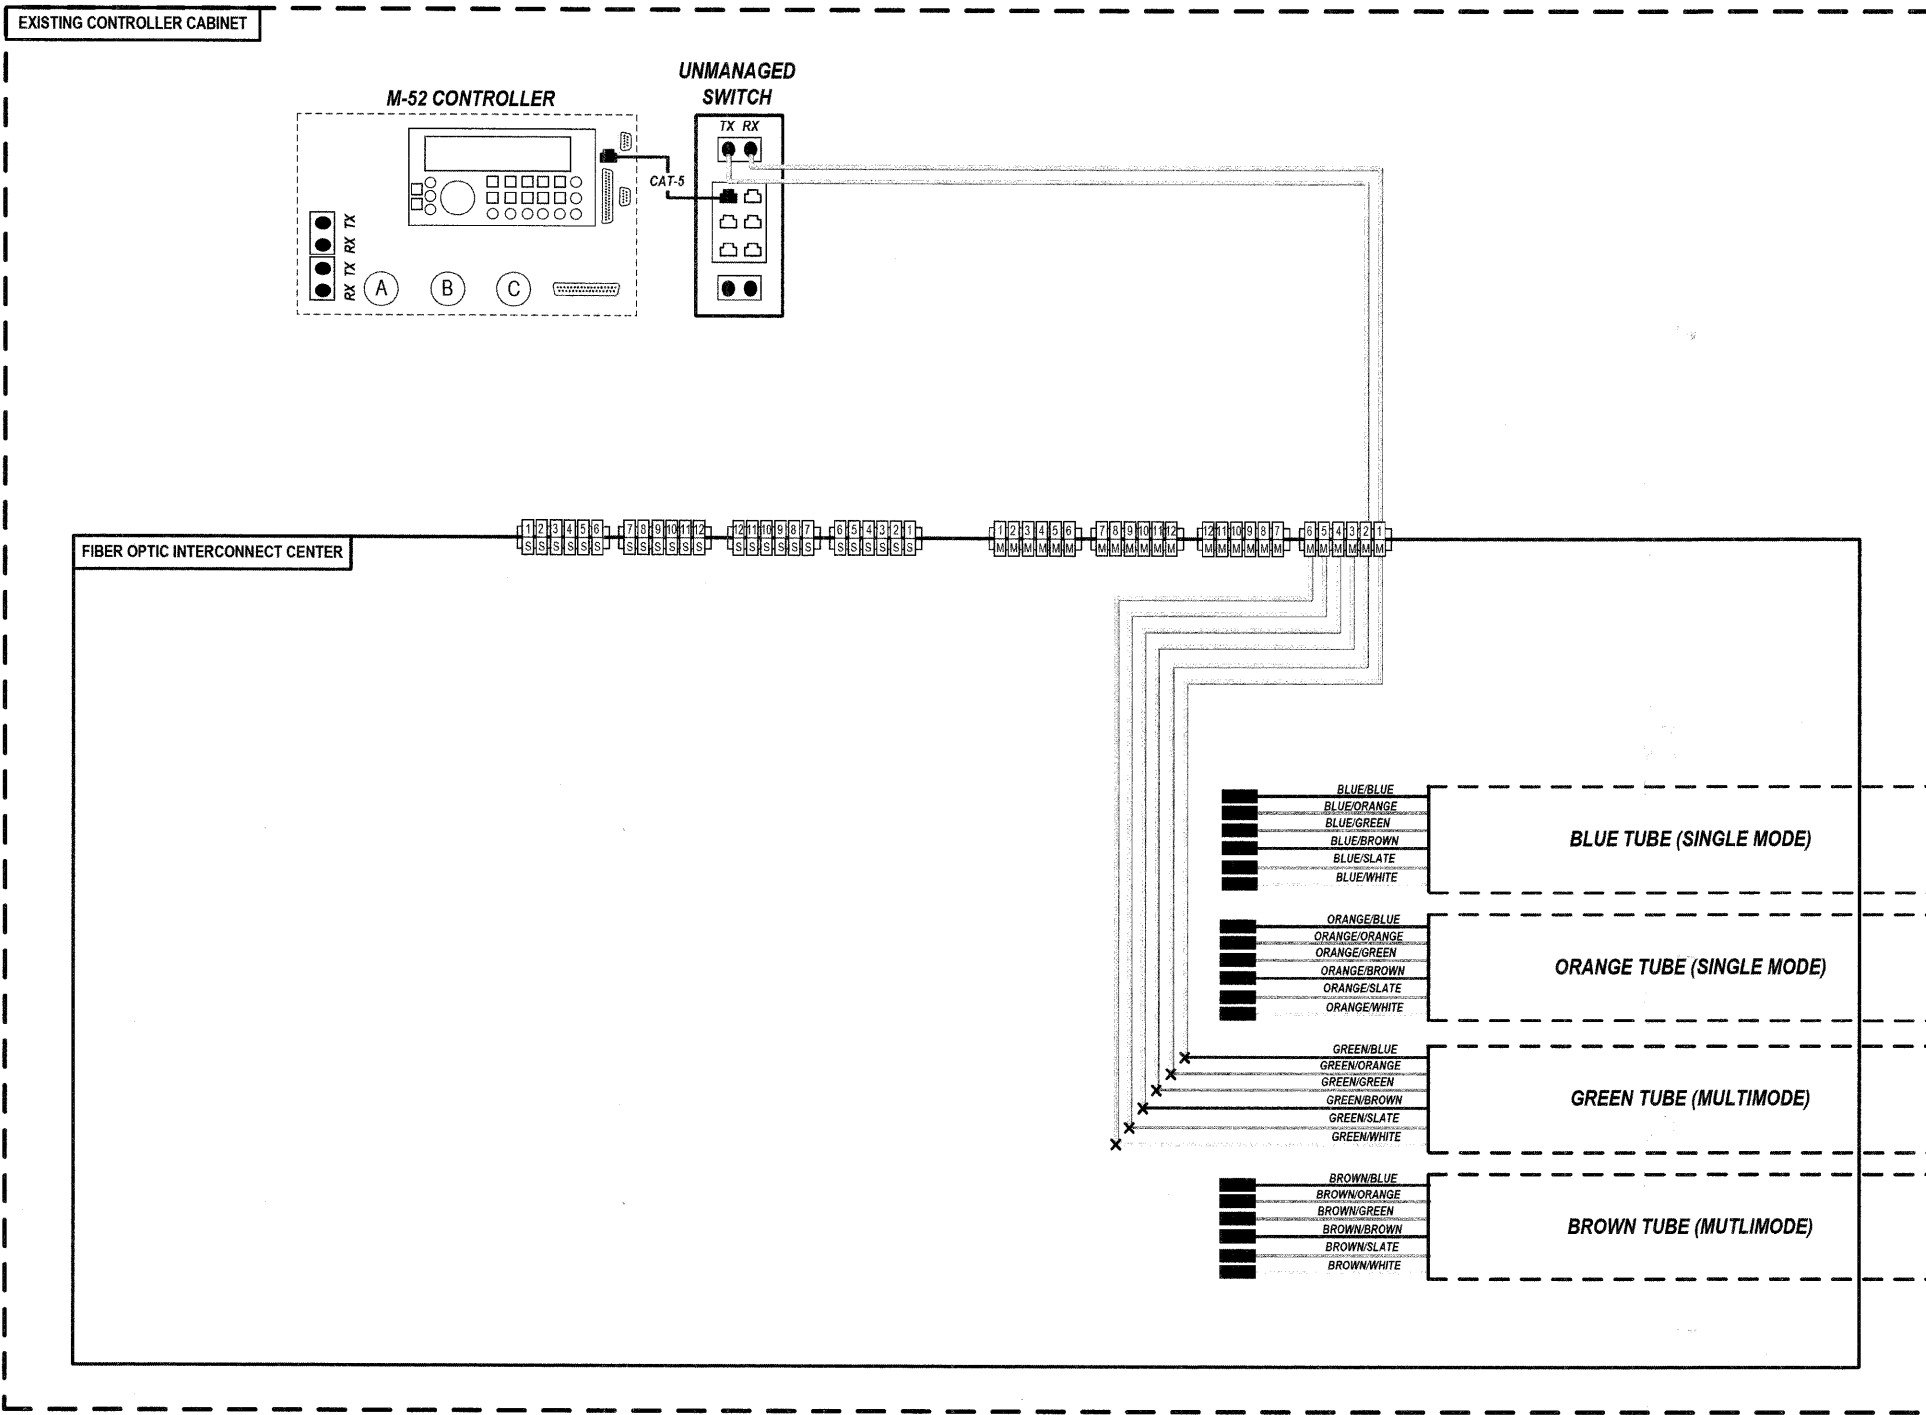 EXISTING CONTROLLER CABINET
UNMANAGED
SWITCH
M-52 CONTROLLER
TX RX
CAT-5
RX TX RX TX
A B C
1 2 3 4 5 6 7 8 9 10 11 12 12 11 10 9 8 7 6 5 4 3 2 1 1 2 3 4 5 6 7 8 9 10 11 12 12 11 10 9 8 7 6 5 4 3 2 1
S S S S S S S S S S S S S S S S S S S S S S S S M M M M M M M M M M M M M M M M M M M M M M M M
FIBER OPTIC INTERCONNECT CENTER
BLUE/BLUE
BLUE/ORANGE
BLUE/GREEN
BLUE/BROWN
BLUE/SLATE
BLUE/WHITE
BLUE TUBE (SINGLE MODE)
ORANGE/BLUE
ORANGE/ORANGE
ORANGE/GREEN
ORANGE/BROWN
ORANGE/SLATE
ORANGE/WHITE
ORANGE TUBE (SINGLE MODE)
GREEN/BLUE
GREEN/ORANGE
GREEN/GREEN
GREEN/BROWN
GREEN/SLATE
GREEN/WHITE
GREEN TUBE (MULTIMODE)
BROWN/BLUE
BROWN/ORANGE
BROWN/GREEN
BROWN/BROWN
BROWN/SLATE
BROWN/WHITE
BROWN TUBE (MUTLIMODE)